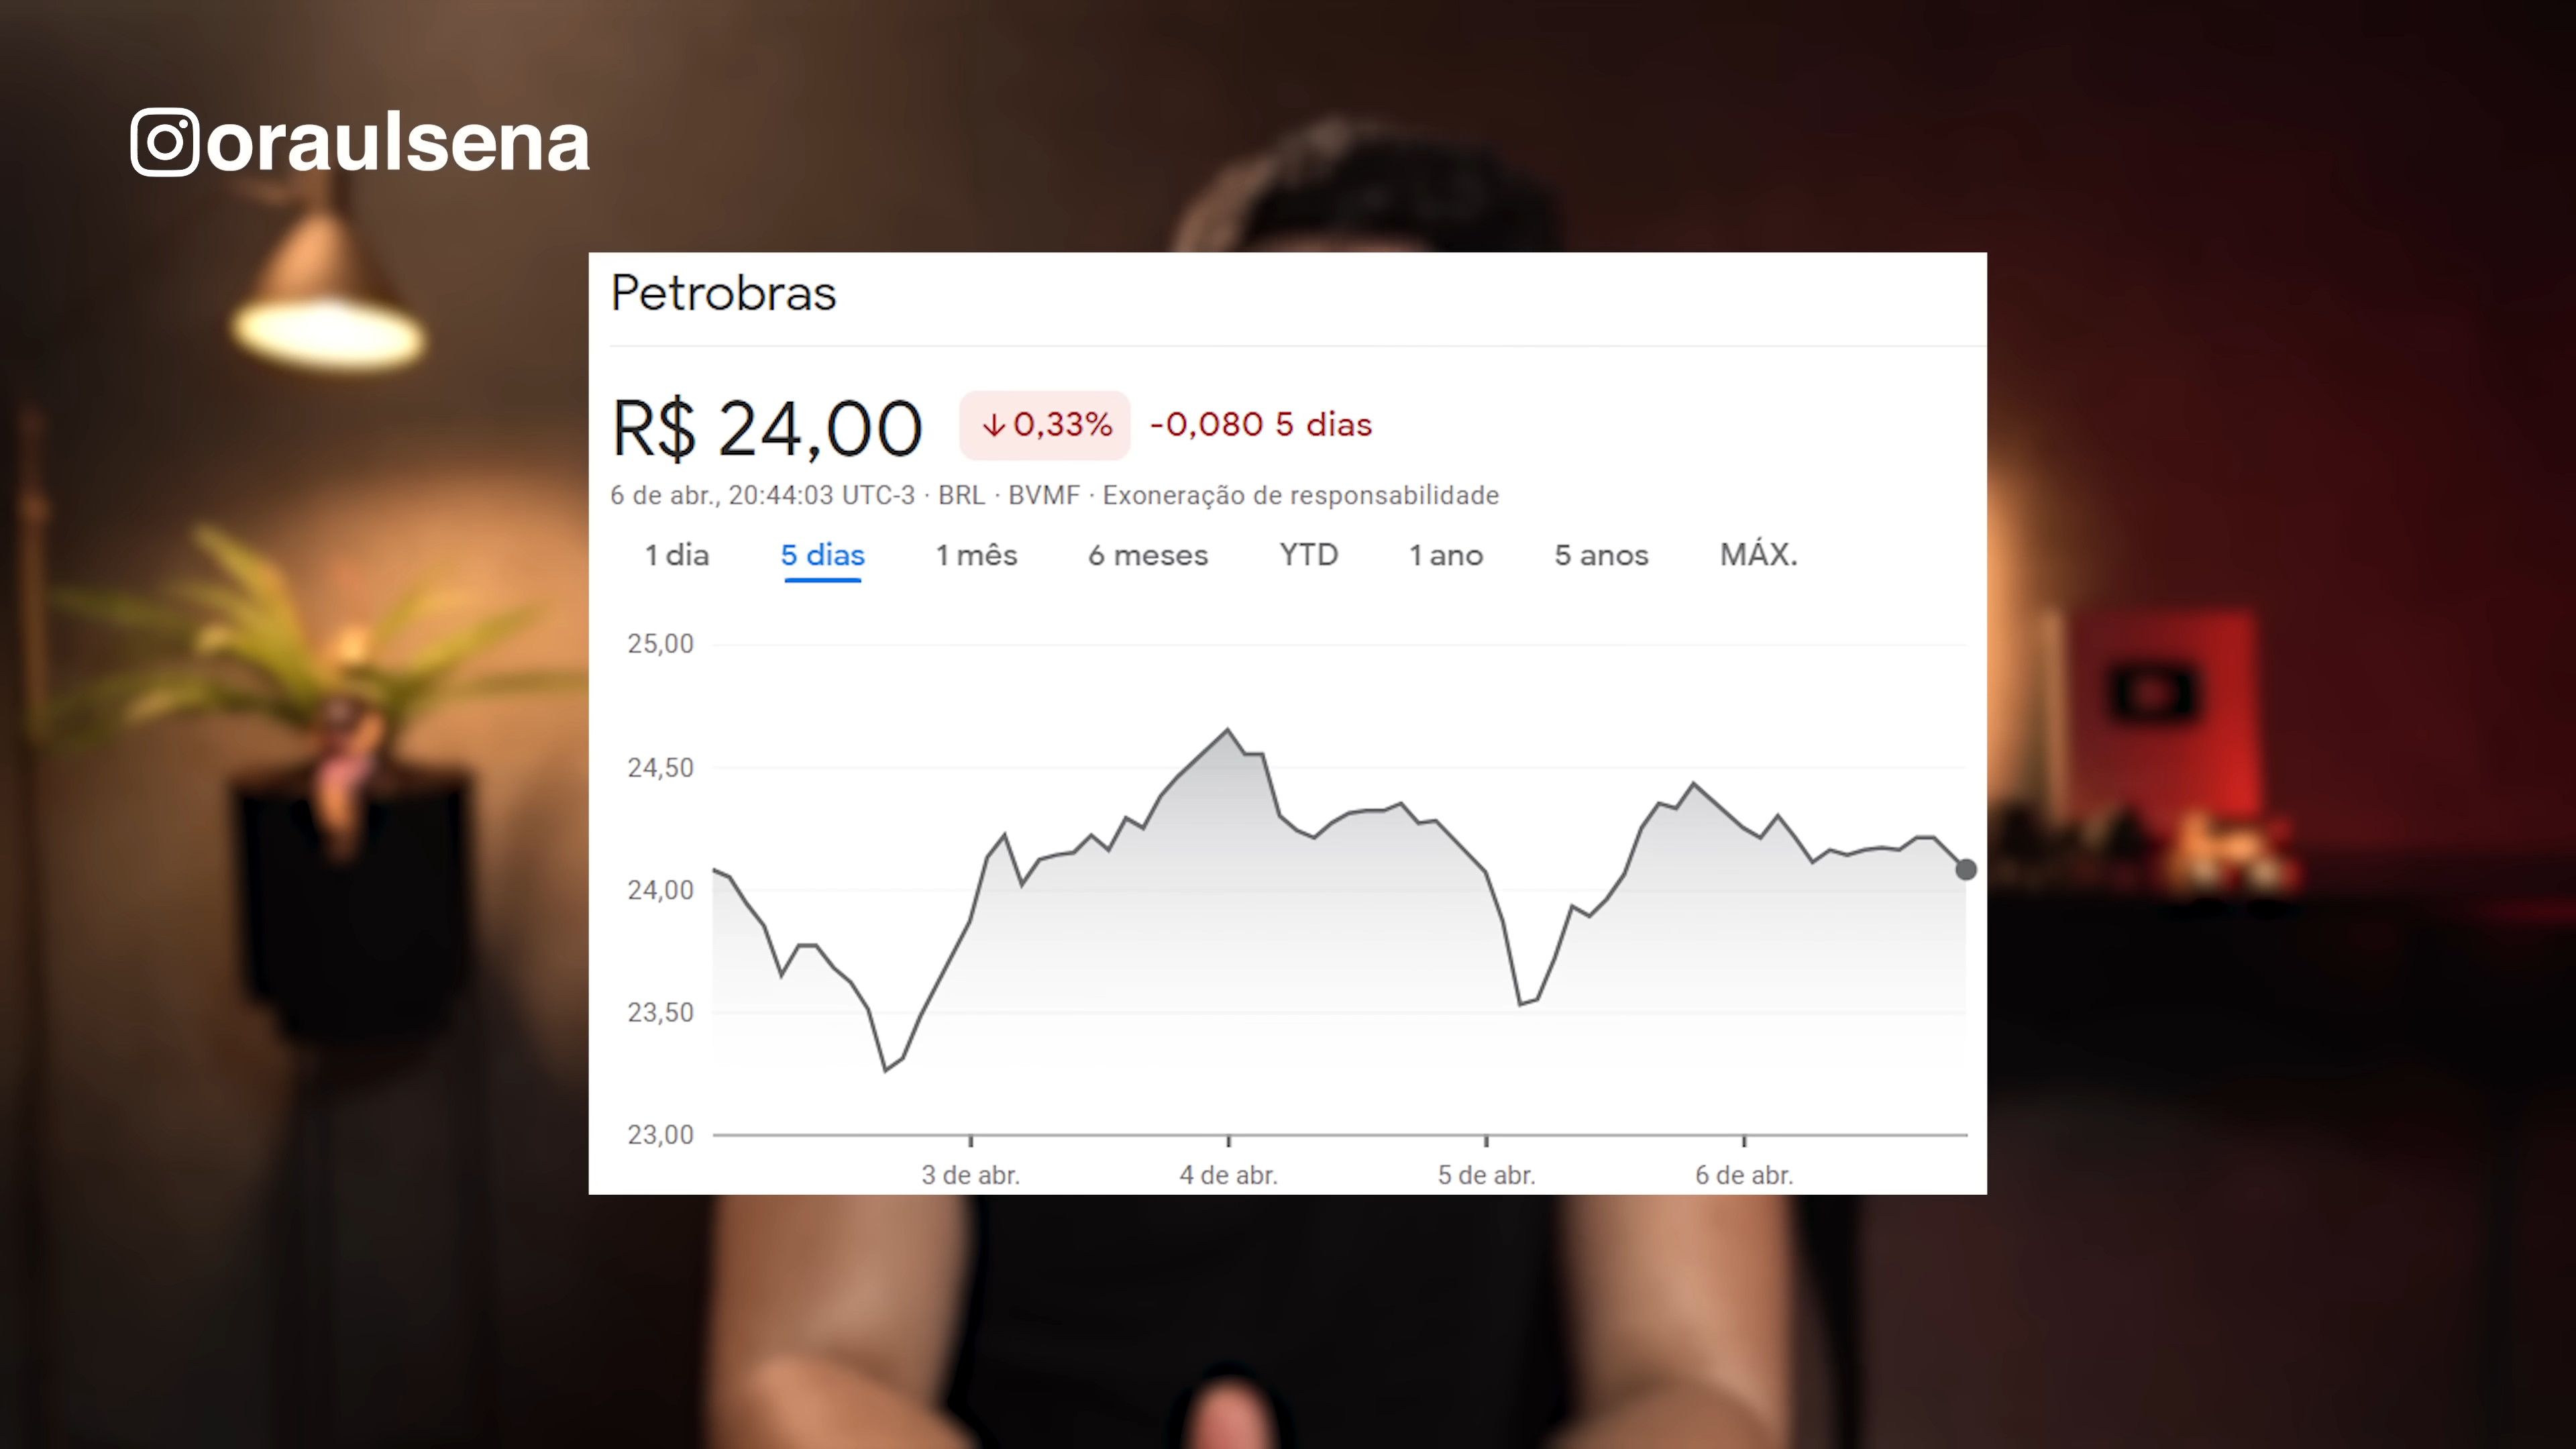 oraulsena
Petrobras
R$ 24,00 ↓0,33% -0,080 5 dias
6 de abr., 20:44:03 UTC-3 · BRL · BVMF · Exoneração de responsabilidade
1 dia 5 dias 1 mês 6 meses YTD 1 ano 5 anos MÁX.
25,00
24,50
24,00
23,50
23,00
3 de abr. 4 de abr. 5 de abr. 6 de abr.